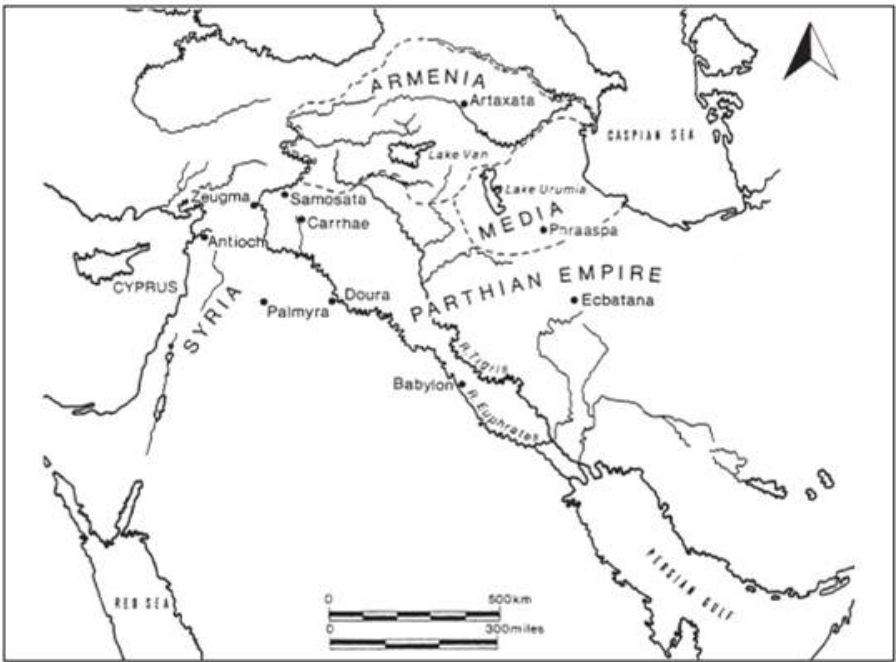 ARMENIA
Artaxata
CASPIAN SEA
Lake Van
Lake Urumia
Zeugma
Samosata
Carrhae
MEDIA
Phraaspa
Antioch
CYPRUS
SYRIA
PARTHIAN EMPIRE
Ecbatana
Doura
Palmyra
R.Tigris
Babylon
R.Euphrates
PERSIAN GULF
RED SEA
0 500km
0 300miles